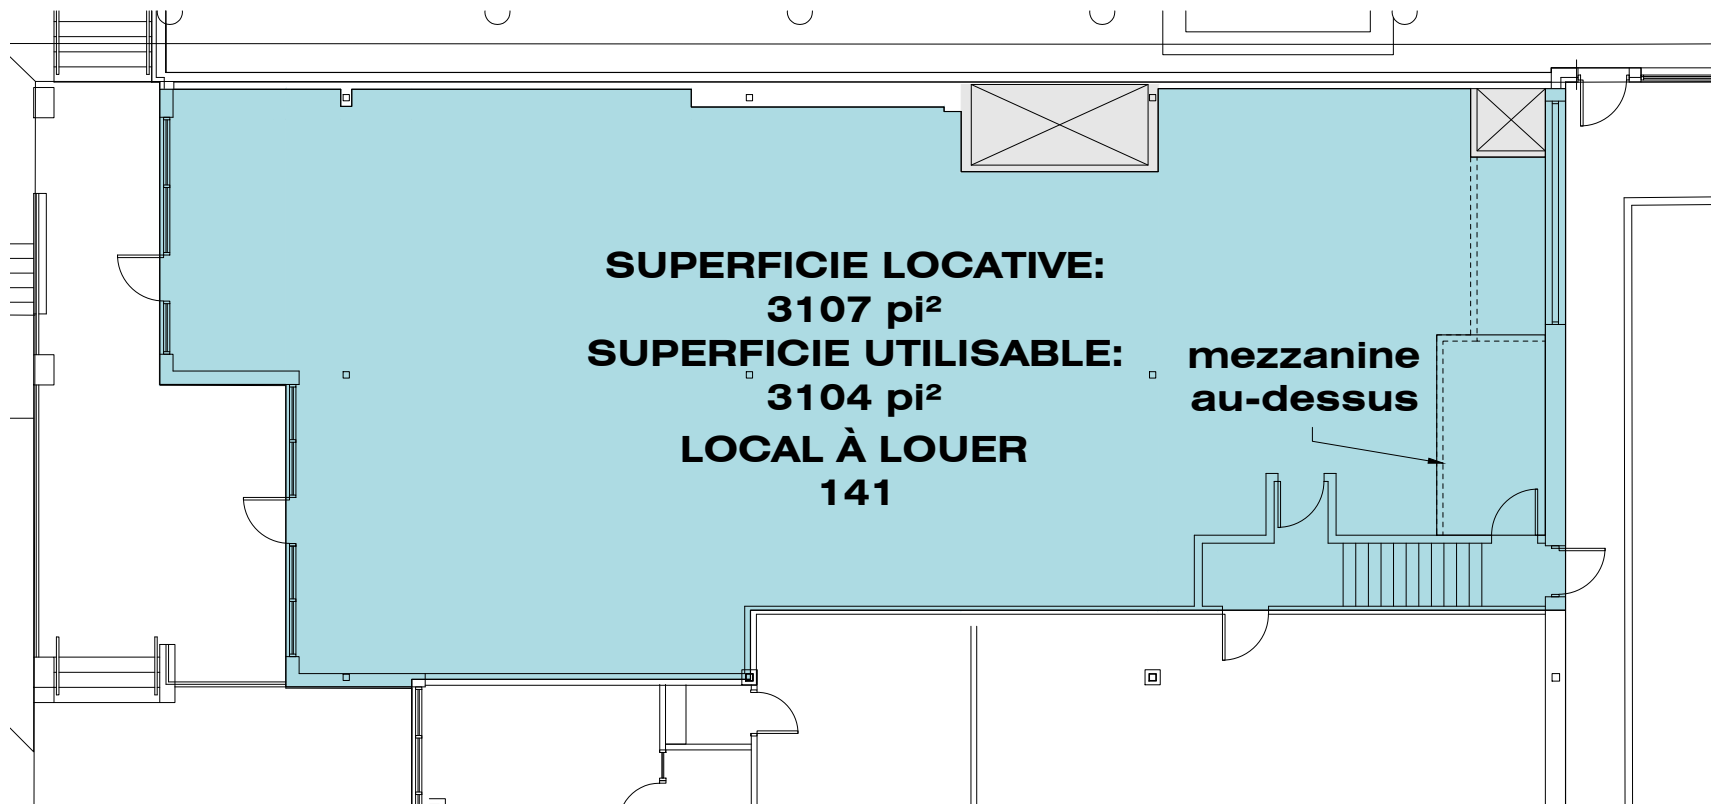 SUPERFICIE LOCATIVE:
3107 pi²
SUPERFICIE UTILISABLE:
3104 pi²
LOCAL À LOUER
141
mezzanine
au-dessus